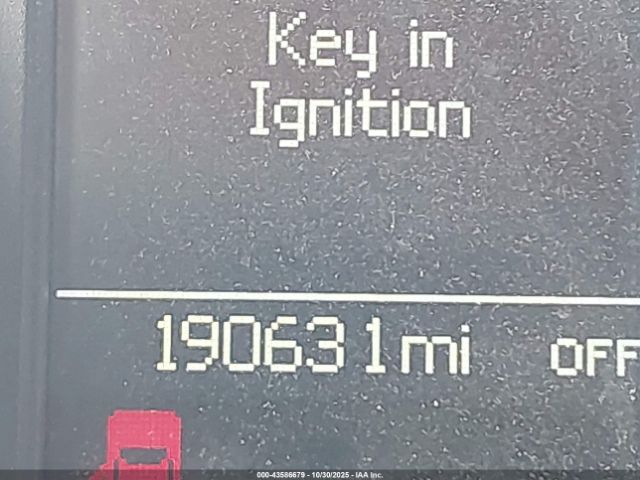 Key in
Ignition
190631mi OFF
000-43586679 - 10/30/2025 - IAA Inc.